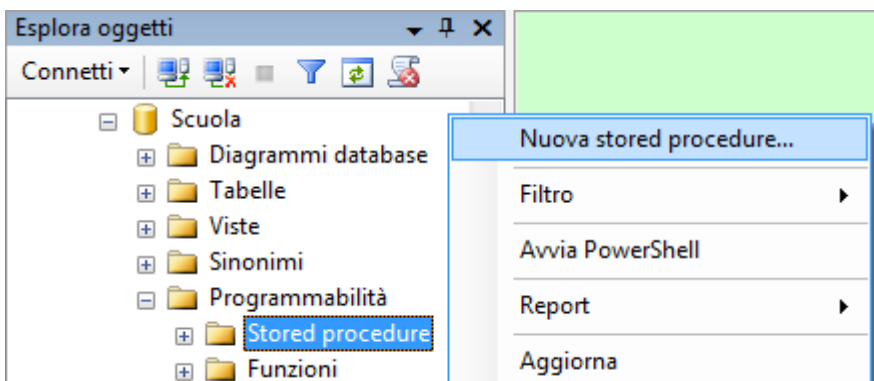 Esplora oggetti
Connetti
Scuola
Diagrammi database
Tabelle
Viste
Sinonimi
Programmabilità
Stored procedure
Funzioni
Nuova stored procedure...
Filtro
Avvia PowerShell
Report
Aggiorna